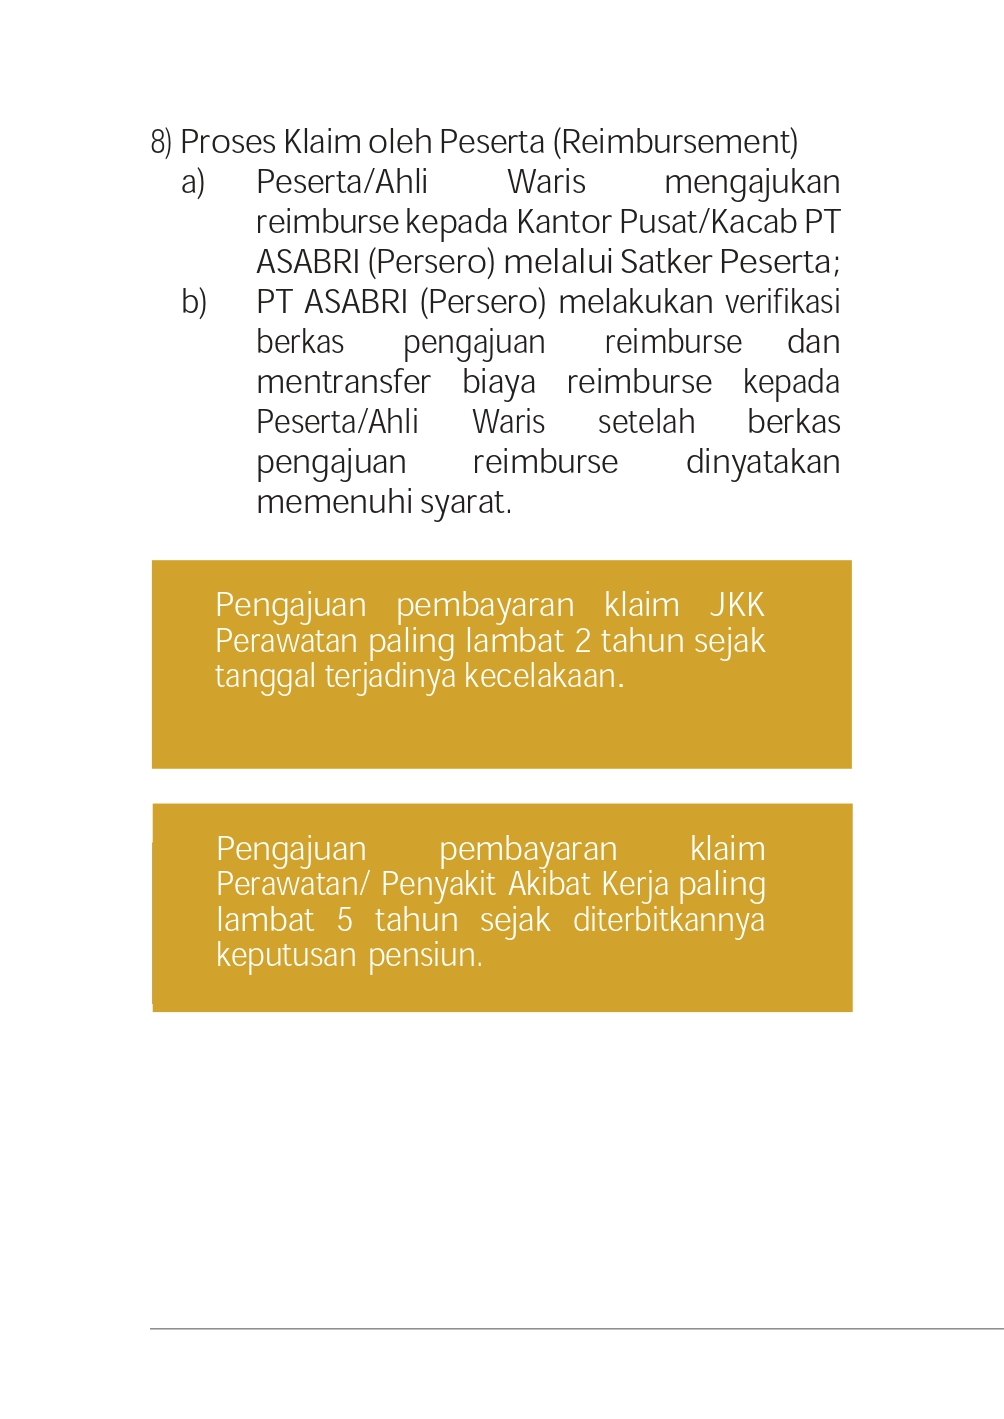 8) Proses Klaim oleh Peserta (Reimbursement)
a) Peserta/Ahli Waris mengajukan
reimburse kepada Kantor Pusat/Kacab PT
ASABRI (Persero) melalui Satker Peserta;
b) PT ASABRI (Persero) melakukan verifikasi
berkas pengajuan reimburse dan
mentransfer biaya reimburse kepada
Peserta/Ahli Waris setelah berkas
pengajuan reimburse dinyatakan
memenuhi syarat.
Pengajuan pembayaran klaim JKK
Perawatan paling lambat 2 tahun sejak
tanggal terjadinya kecelakaan.
Pengajuan pembayaran klaim
Perawatan/ Penyakit Akibat Kerja paling
lambat 5 tahun sejak diterbitkannya
keputusan pensiun.